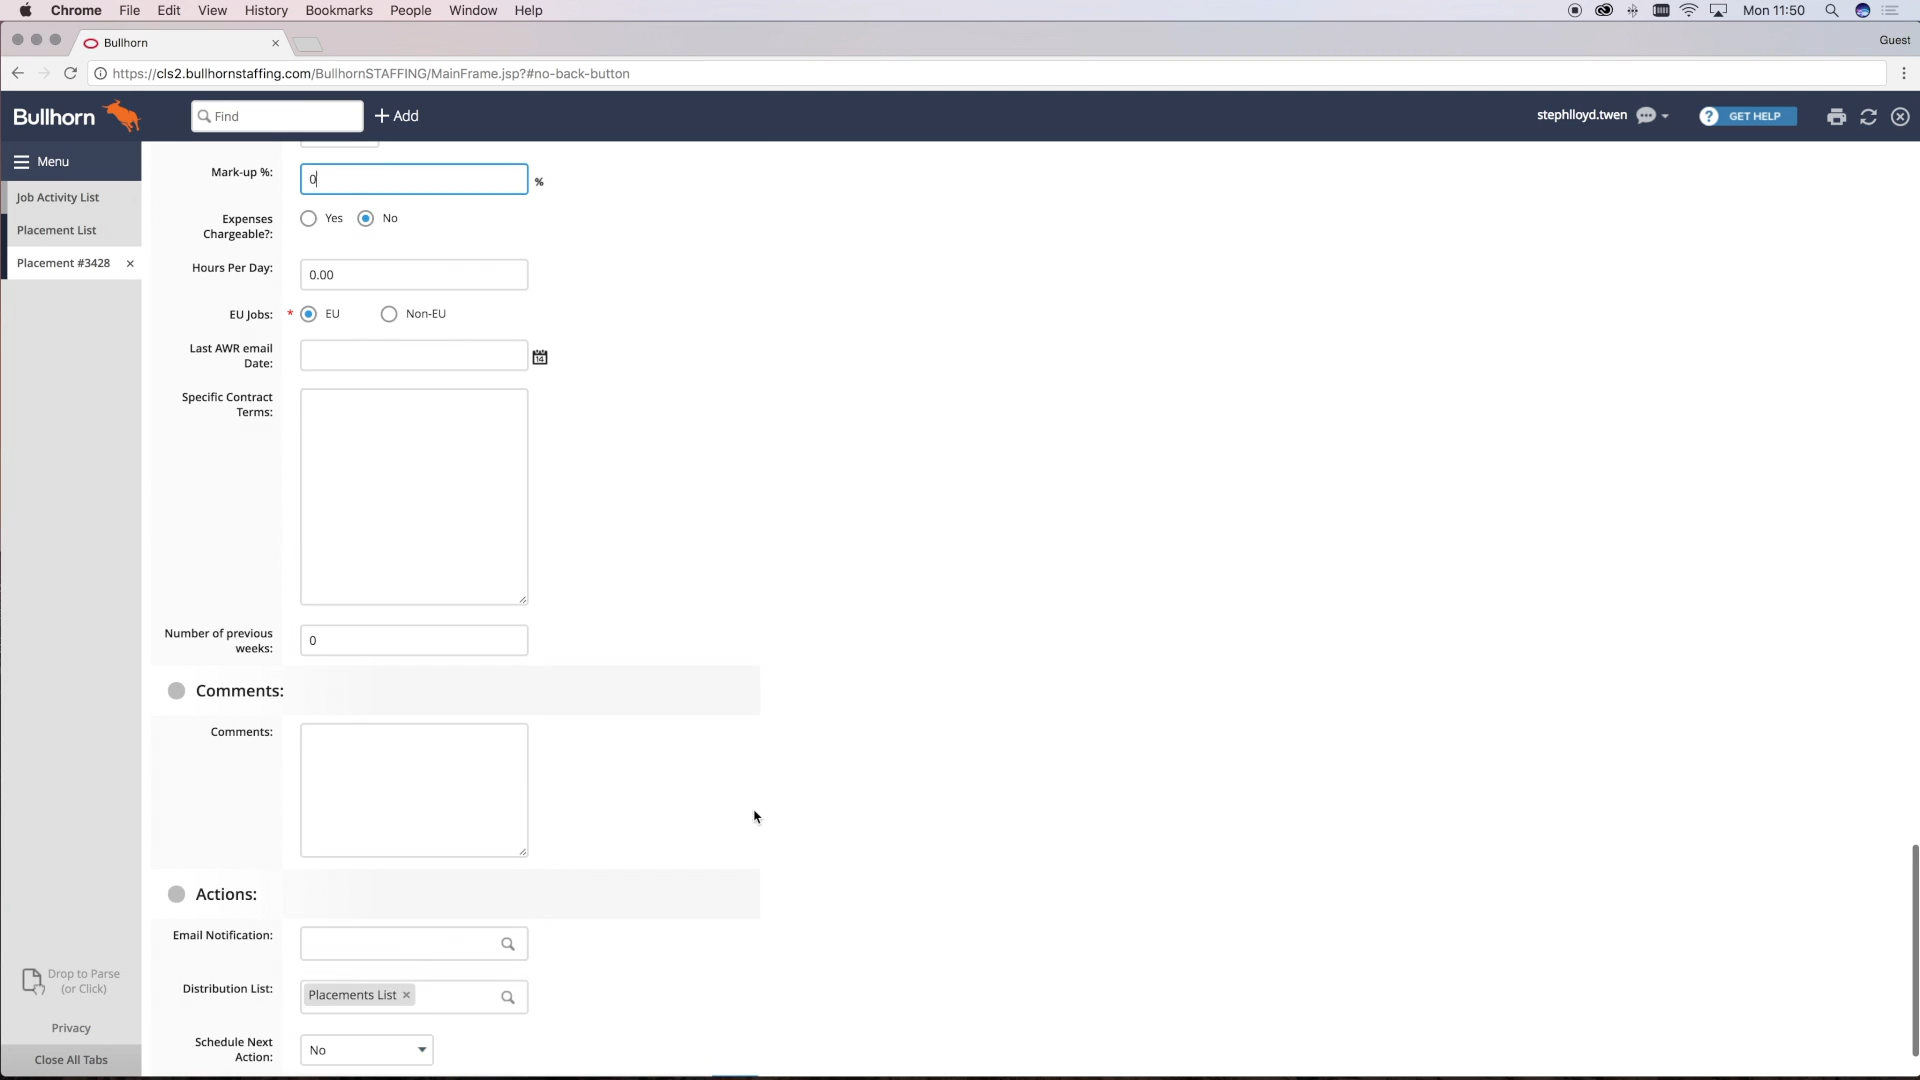 Chrome File Edit View History Bookmarks People Window Help Mon 11:50
Bullhorn Guest
https://cls2.bullhornstaffing.com/BullhornSTAFFING/MainFrame.jsp?#no-back-button
Bullhorn Find + Add stephlloyd.twen ? GET HELP
Menu
Job Activity List
Placement List
Placement #3428
Mark-up %: 0 %
Expenses Yes No
Chargeable?:
Hours Per Day: 0.00
EU Jobs: * EU Non-EU
Last AWR email
Date: 14
Specific Contract
Terms:
Number of previous
weeks: 0
Comments:
Comments:
Actions:
Email Notification:
Distribution List: Placements List
Schedule Next
Action: No
Drop to Parse
(or Click)
Privacy
Close All Tabs